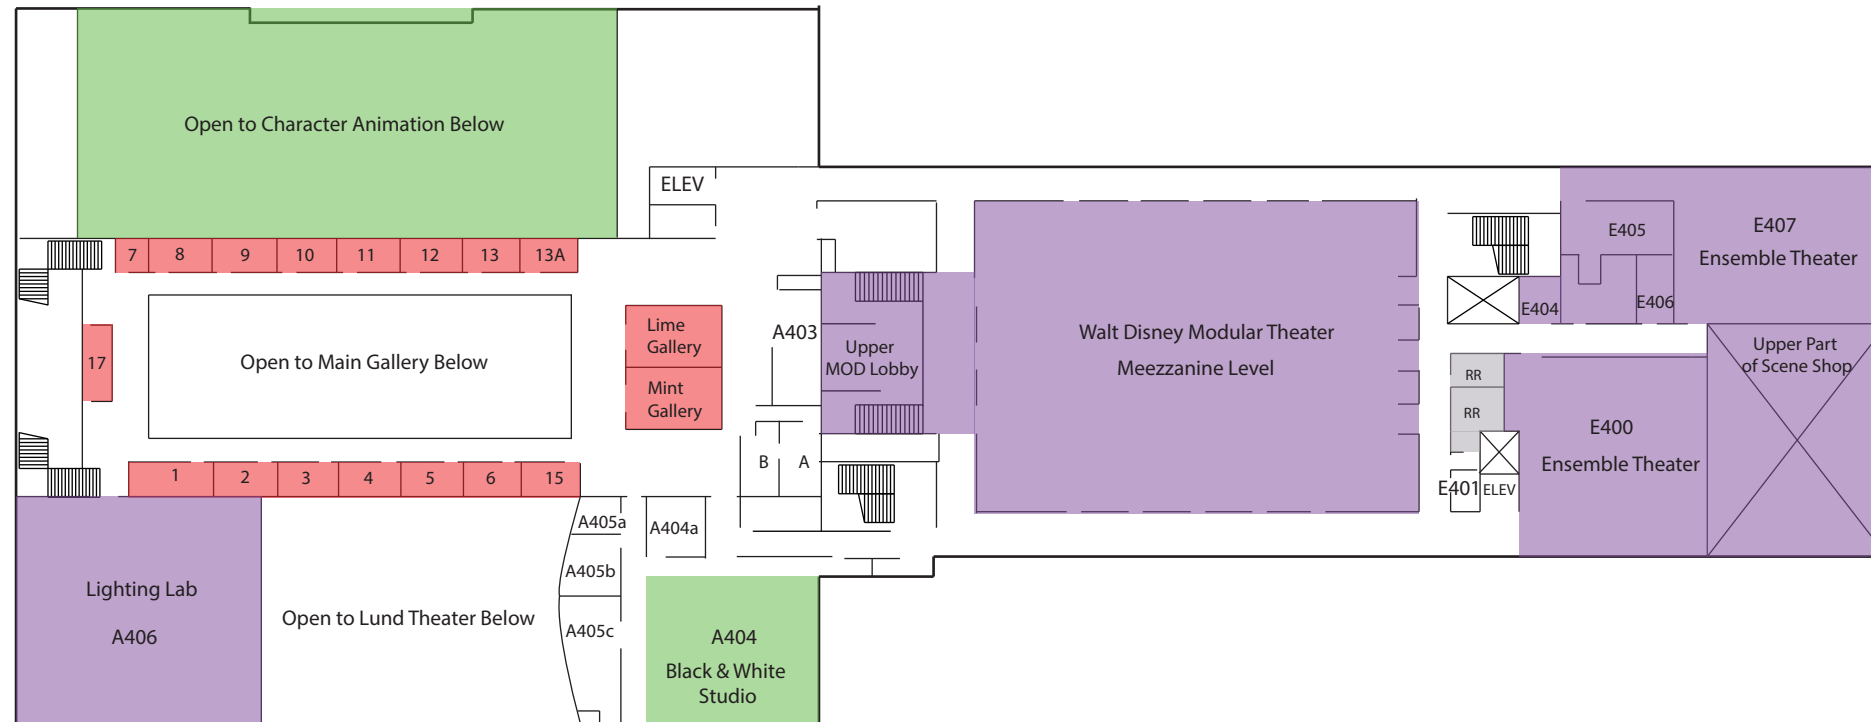 Open to Character Animation Below
ELEV
7
8
9
10
11
12
13
13A
17
Open to Main Gallery Below
Lime
Gallery
Mint
Gallery
A403
Upper
MOD Lobby
Walt Disney Modular Theater
Meezzanine Level
E405
E407
Ensemble Theater
E404
E406
Upper Part
of Scene Shop
RR
RR
E400
Ensemble Theater
E401
ELEV
B
A
1
2
3
4
5
6
15
A405a
A404a
A405b
A405c
Lighting Lab
A406
Open to Lund Theater Below
A404
Black & White
Studio